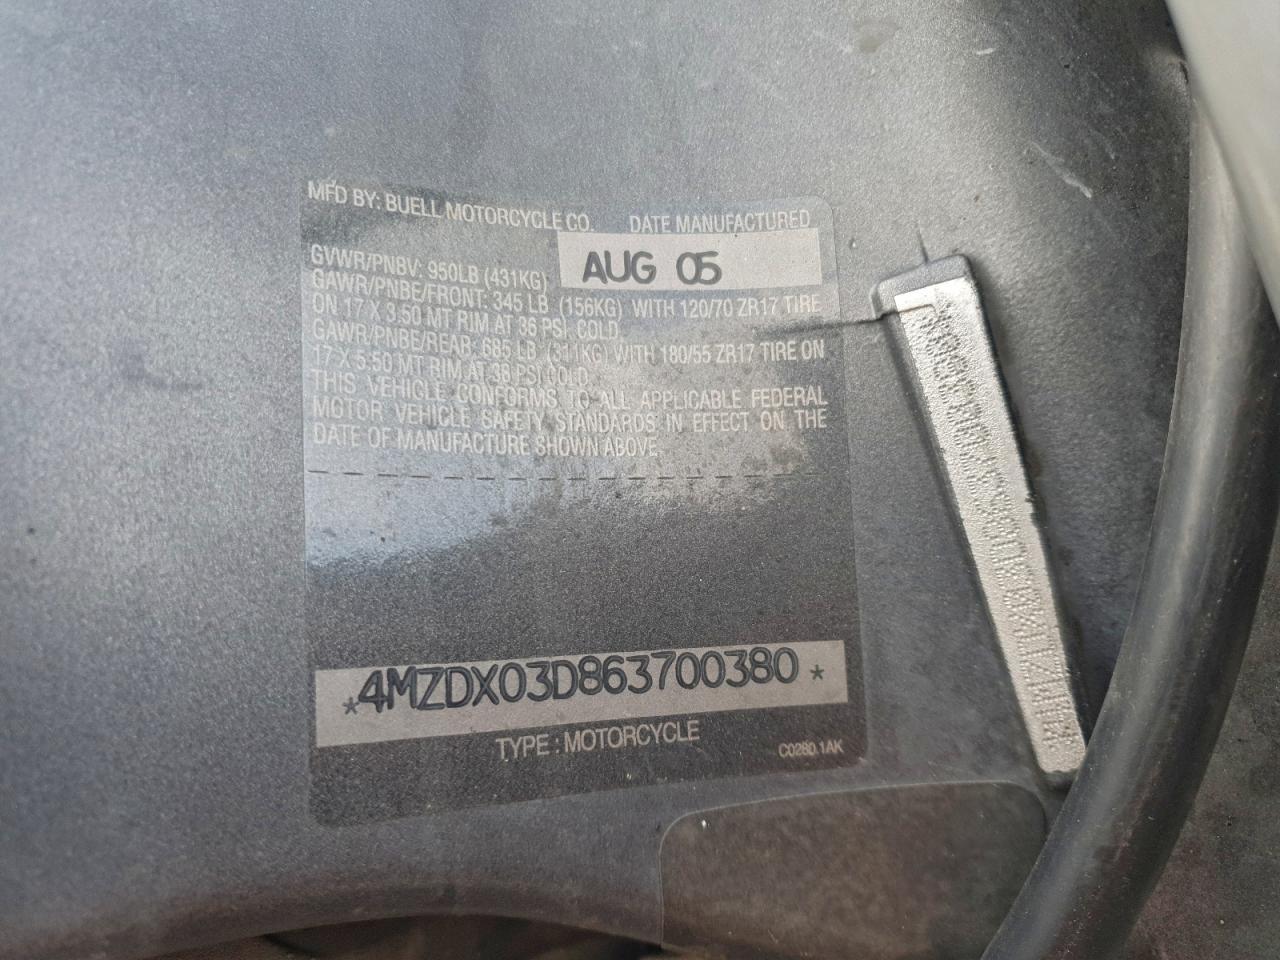 MFD BY: BUELL MOTORCYCLE CO. DATE MANUFACTURED
AUG 05
GVWR/PNBV: 950LB (431KG)
GAWR/PNBE/FRONT: 345 LB (156KG) WITH 120/70 ZR17 TIRE
ON 17 X 3.50 MT RIM AT 36 PSI COLD.
GAWR/PNBE/REAR: 685 LB (311KG) WITH 180/55 ZR17 TIRE ON
17 X 5.50 MT RIM AT 38 PSI COLD.
THIS VEHICLE CONFORMS TO ALL APPLICABLE FEDERAL
MOTOR VEHICLE SAFETY STANDARDS IN EFFECT ON THE
DATE OF MANUFACTURE SHOWN ABOVE.
*4MZDX03D863700380*
TYPE : MOTORCYCLE
C0280.1AK